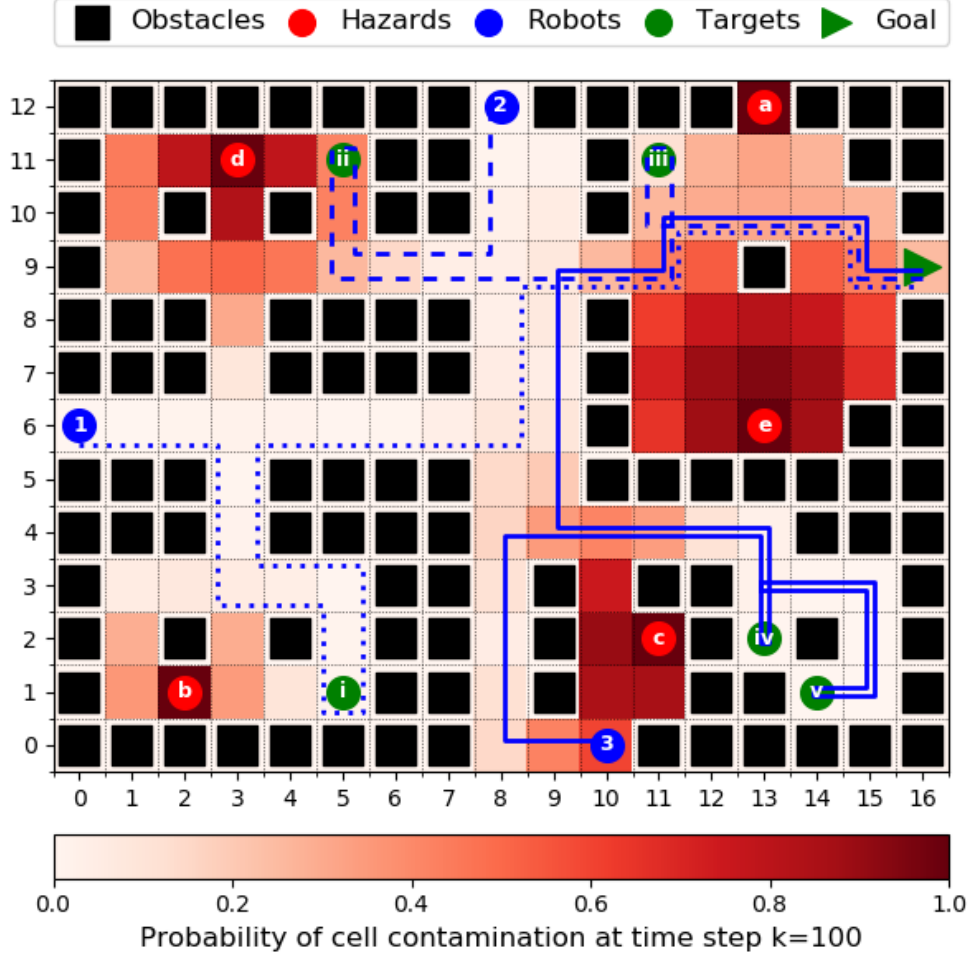 Obstacles Hazards Robots Targets Goal
12 2 a
11 d ii iii
10
9
8
7
6 1 e
5
4
3
2 c iv
1 b i v
0 3
0 1 2 3 4 5 6 7 8 9 10 11 12 13 14 15 16
0.0 0.2 0.4 0.6 0.8 1.0
Probability of cell contamination at time step k=100